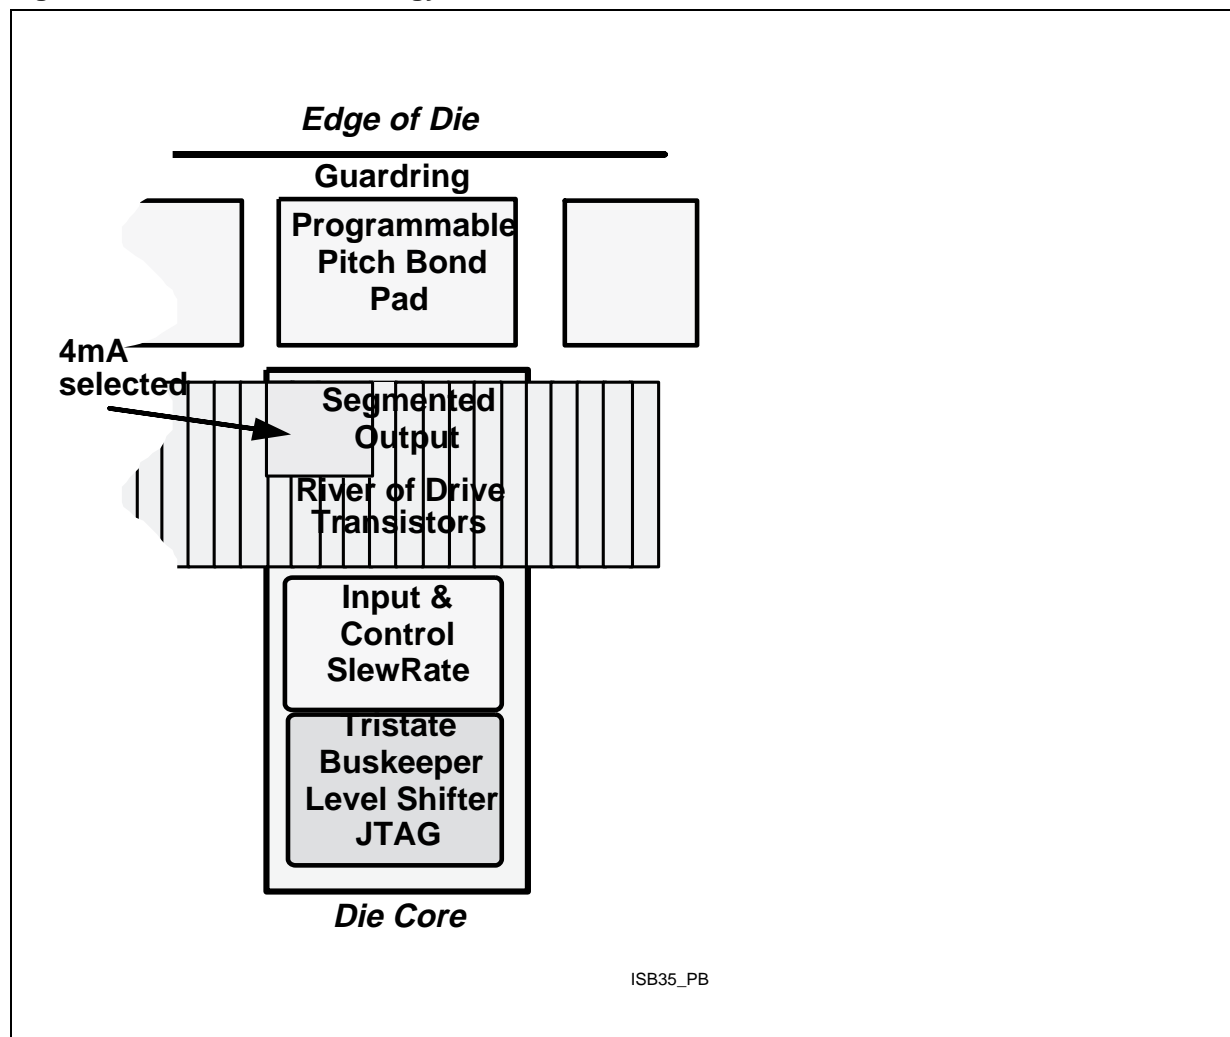 Edge of Die
Guardring
Programmable
Pitch Bond
Pad
4mA
selected
Segmented
Output
River of Drive
Transistors
Input &
Control
SlewRate
Tristate
Buskeeper
Level Shifter
JTAG
Die Core
ISB35_PB